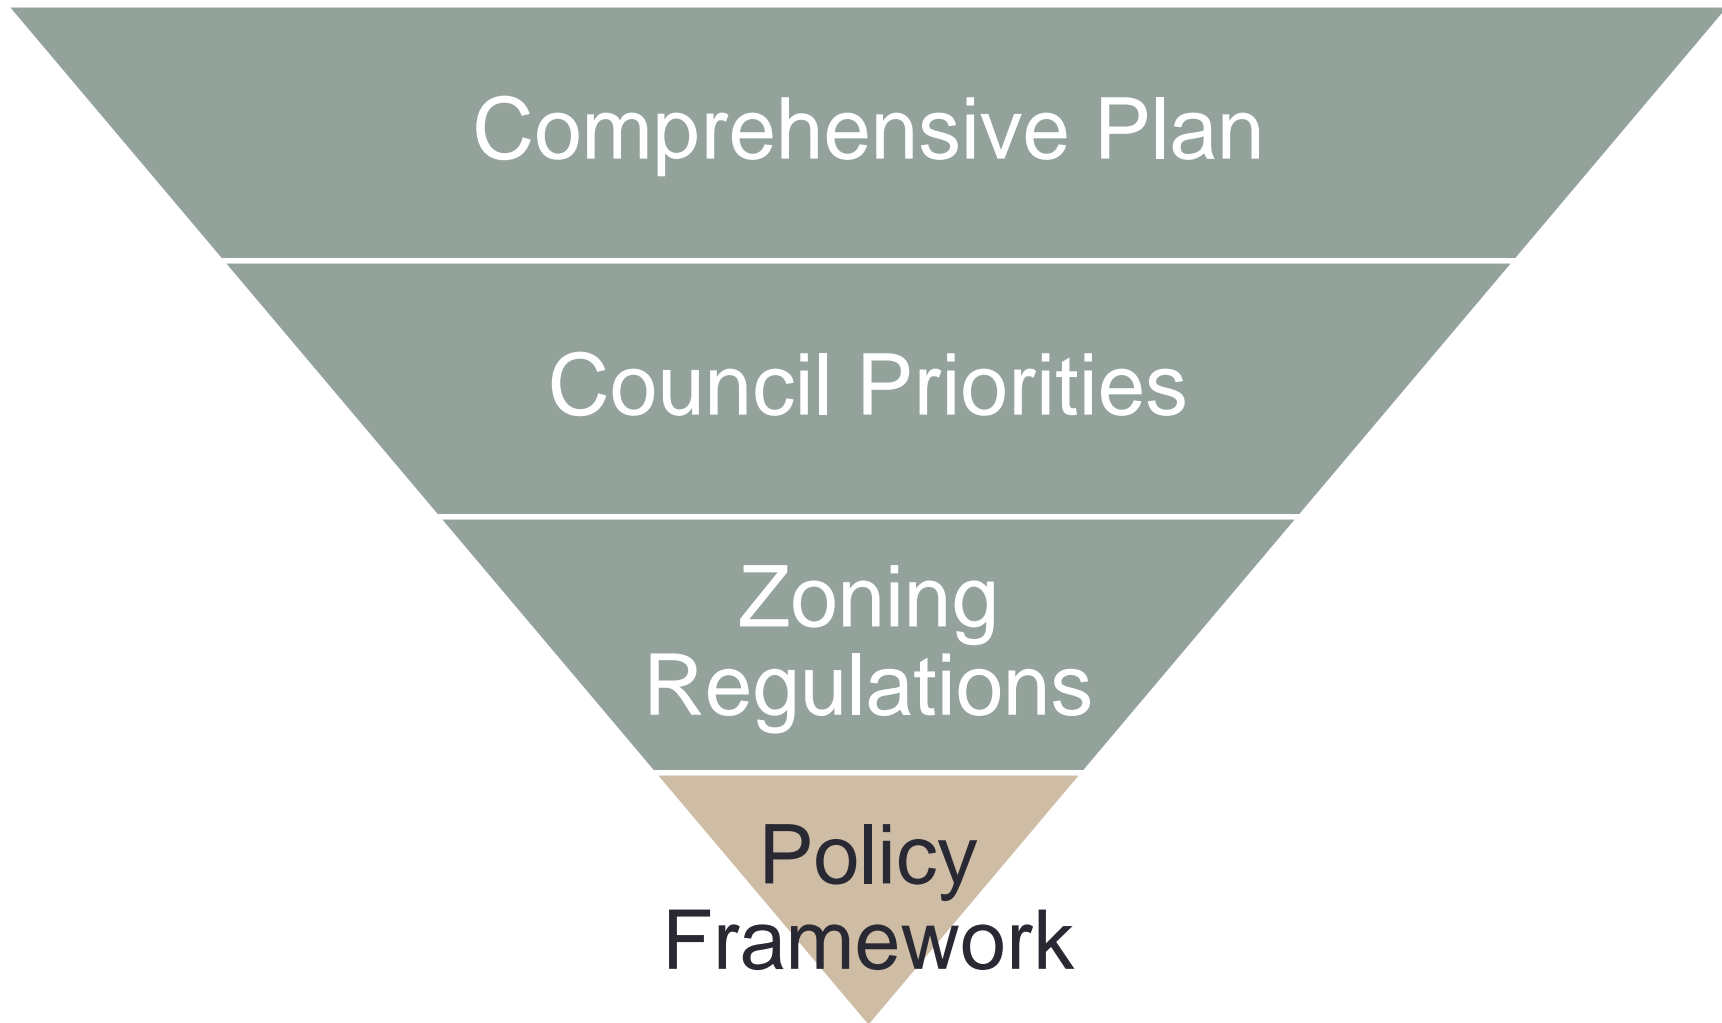 Comprehensive Plan
Council Priorities
Zoning
Regulations
Policy
Framework